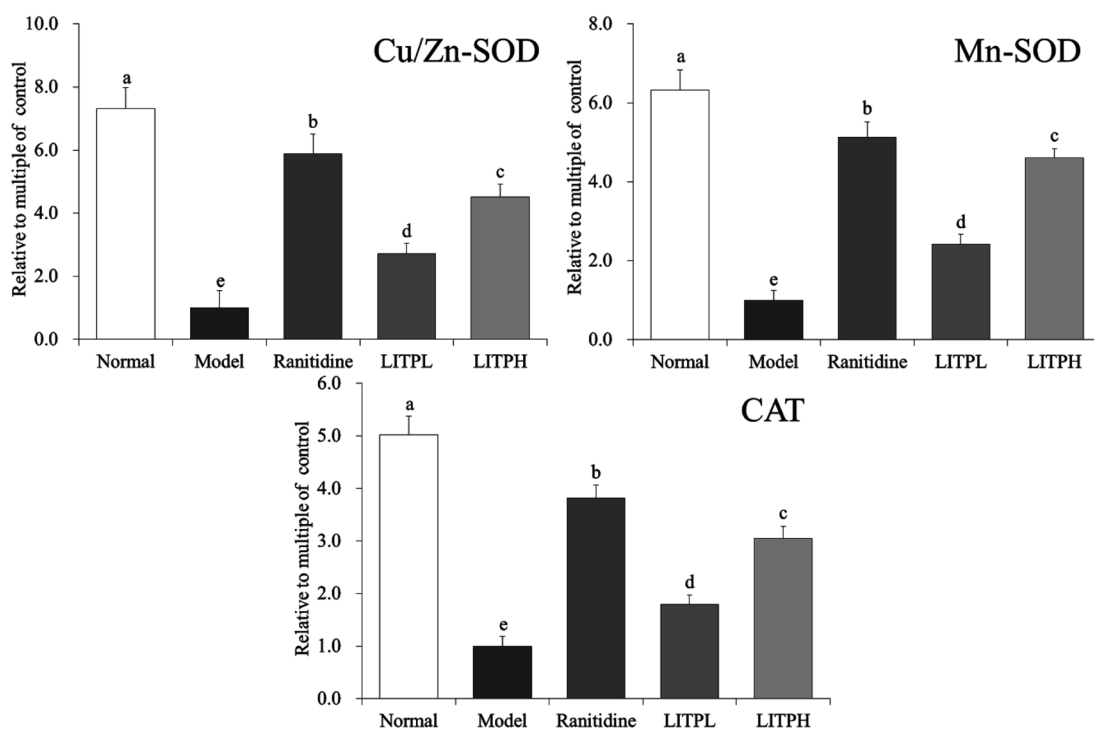 Cu/Zn-SOD
Relative to multiple of control
10.0
8.0
6.0
4.0
2.0
0.0
a
e
b
d
c
Normal Model Ranitidine LITPL LITPH
Mn-SOD
Relative to multiple of control
8.0
6.0
4.0
2.0
0.0
a
e
b
d
c
Normal Model Ranitidine LITPL LITPH
CAT
Relative to multiple of control
6.0
5.0
4.0
3.0
2.0
1.0
0.0
a
e
b
d
c
Normal Model Ranitidine LITPL LITPH